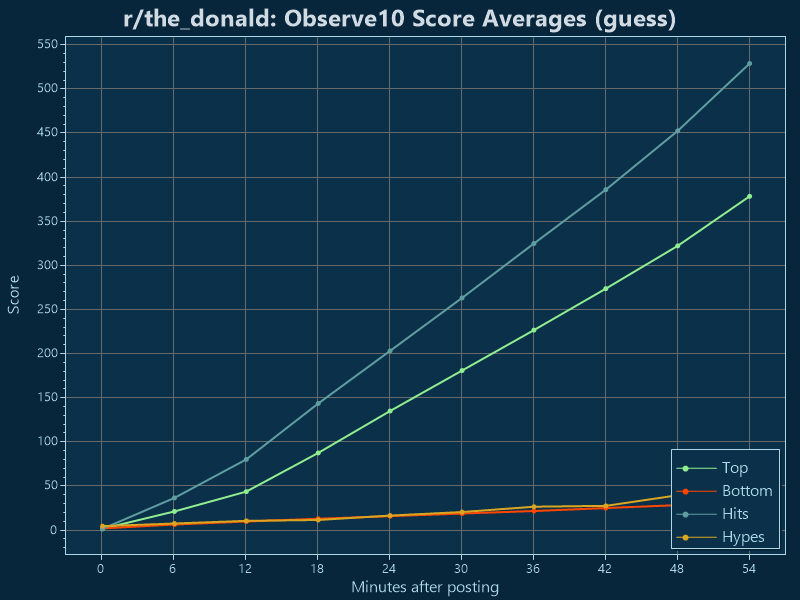 r/the_donald: Observe10 Score Averages (guess)
550
500
450
400
350
300
250
200
150
100
50
0
Score
Top
Bottom
Hits
Hypes
0 6 12 18 24 30 36 42 48 54
Minutes after posting